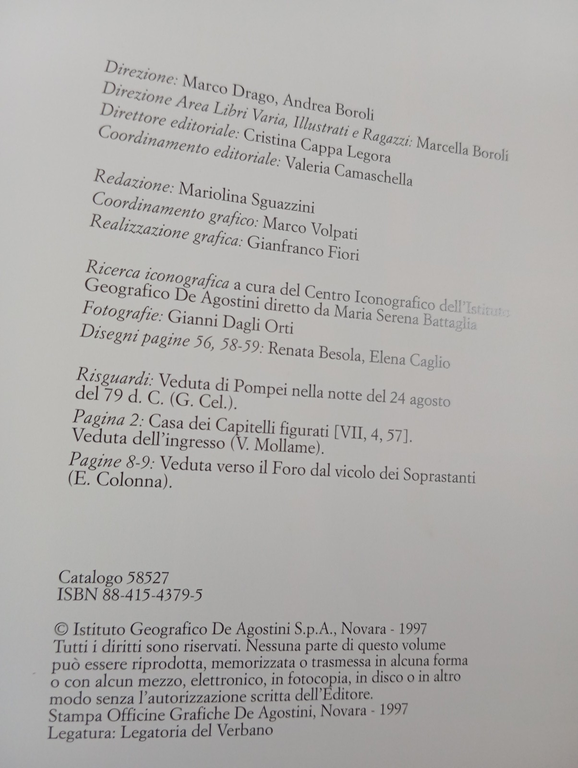 Direzione: Marco Drago, Andrea Boroli
Direzione Area Libri Varia, Illustrati e Ragazzi: Marcella Boroli
Direttore editoriale: Cristina Cappa Legora
Coordinamento editoriale: Valeria Camaschella
Redazione: Mariolina Sguazzini
Coordinamento grafico: Marco Volpati
Realizzazione grafica: Gianfranco Fiori
Ricerca iconografica a cura del Centro Iconografico dell'Istituto
Geografico De Agostini diretto da Maria Serena Battaglia
Fotografie: Gianni Dagli Orti
Disegni pagine 56, 58-59: Renata Besola, Elena Caglio
Risguardi: Veduta di Pompei nella notte del 24 agosto
del 79 d. C. (G. Cel.).
Pagina 2: Casa dei Capitelli figurati [VII, 4, 57].
Veduta dell'ingresso (V. Mollame).
Pagine 8-9: Veduta verso il Foro dal vicolo dei Soprastanti
(E. Colonna).
Catalogo 58527
ISBN 88-415-4379-5
© Istituto Geografico De Agostini S.p.A., Novara - 1997
Tutti i diritti sono riservati. Nessuna parte di questo volume
può essere riprodotta, memorizzata o trasmessa in alcuna forma
o con alcun mezzo, elettronico, in fotocopia, in disco o in altro
modo senza l'autorizzazione scritta dell'Editore.
Stampa Officine Grafiche De Agostini, Novara - 1997
Legatura: Legatoria del Verbano